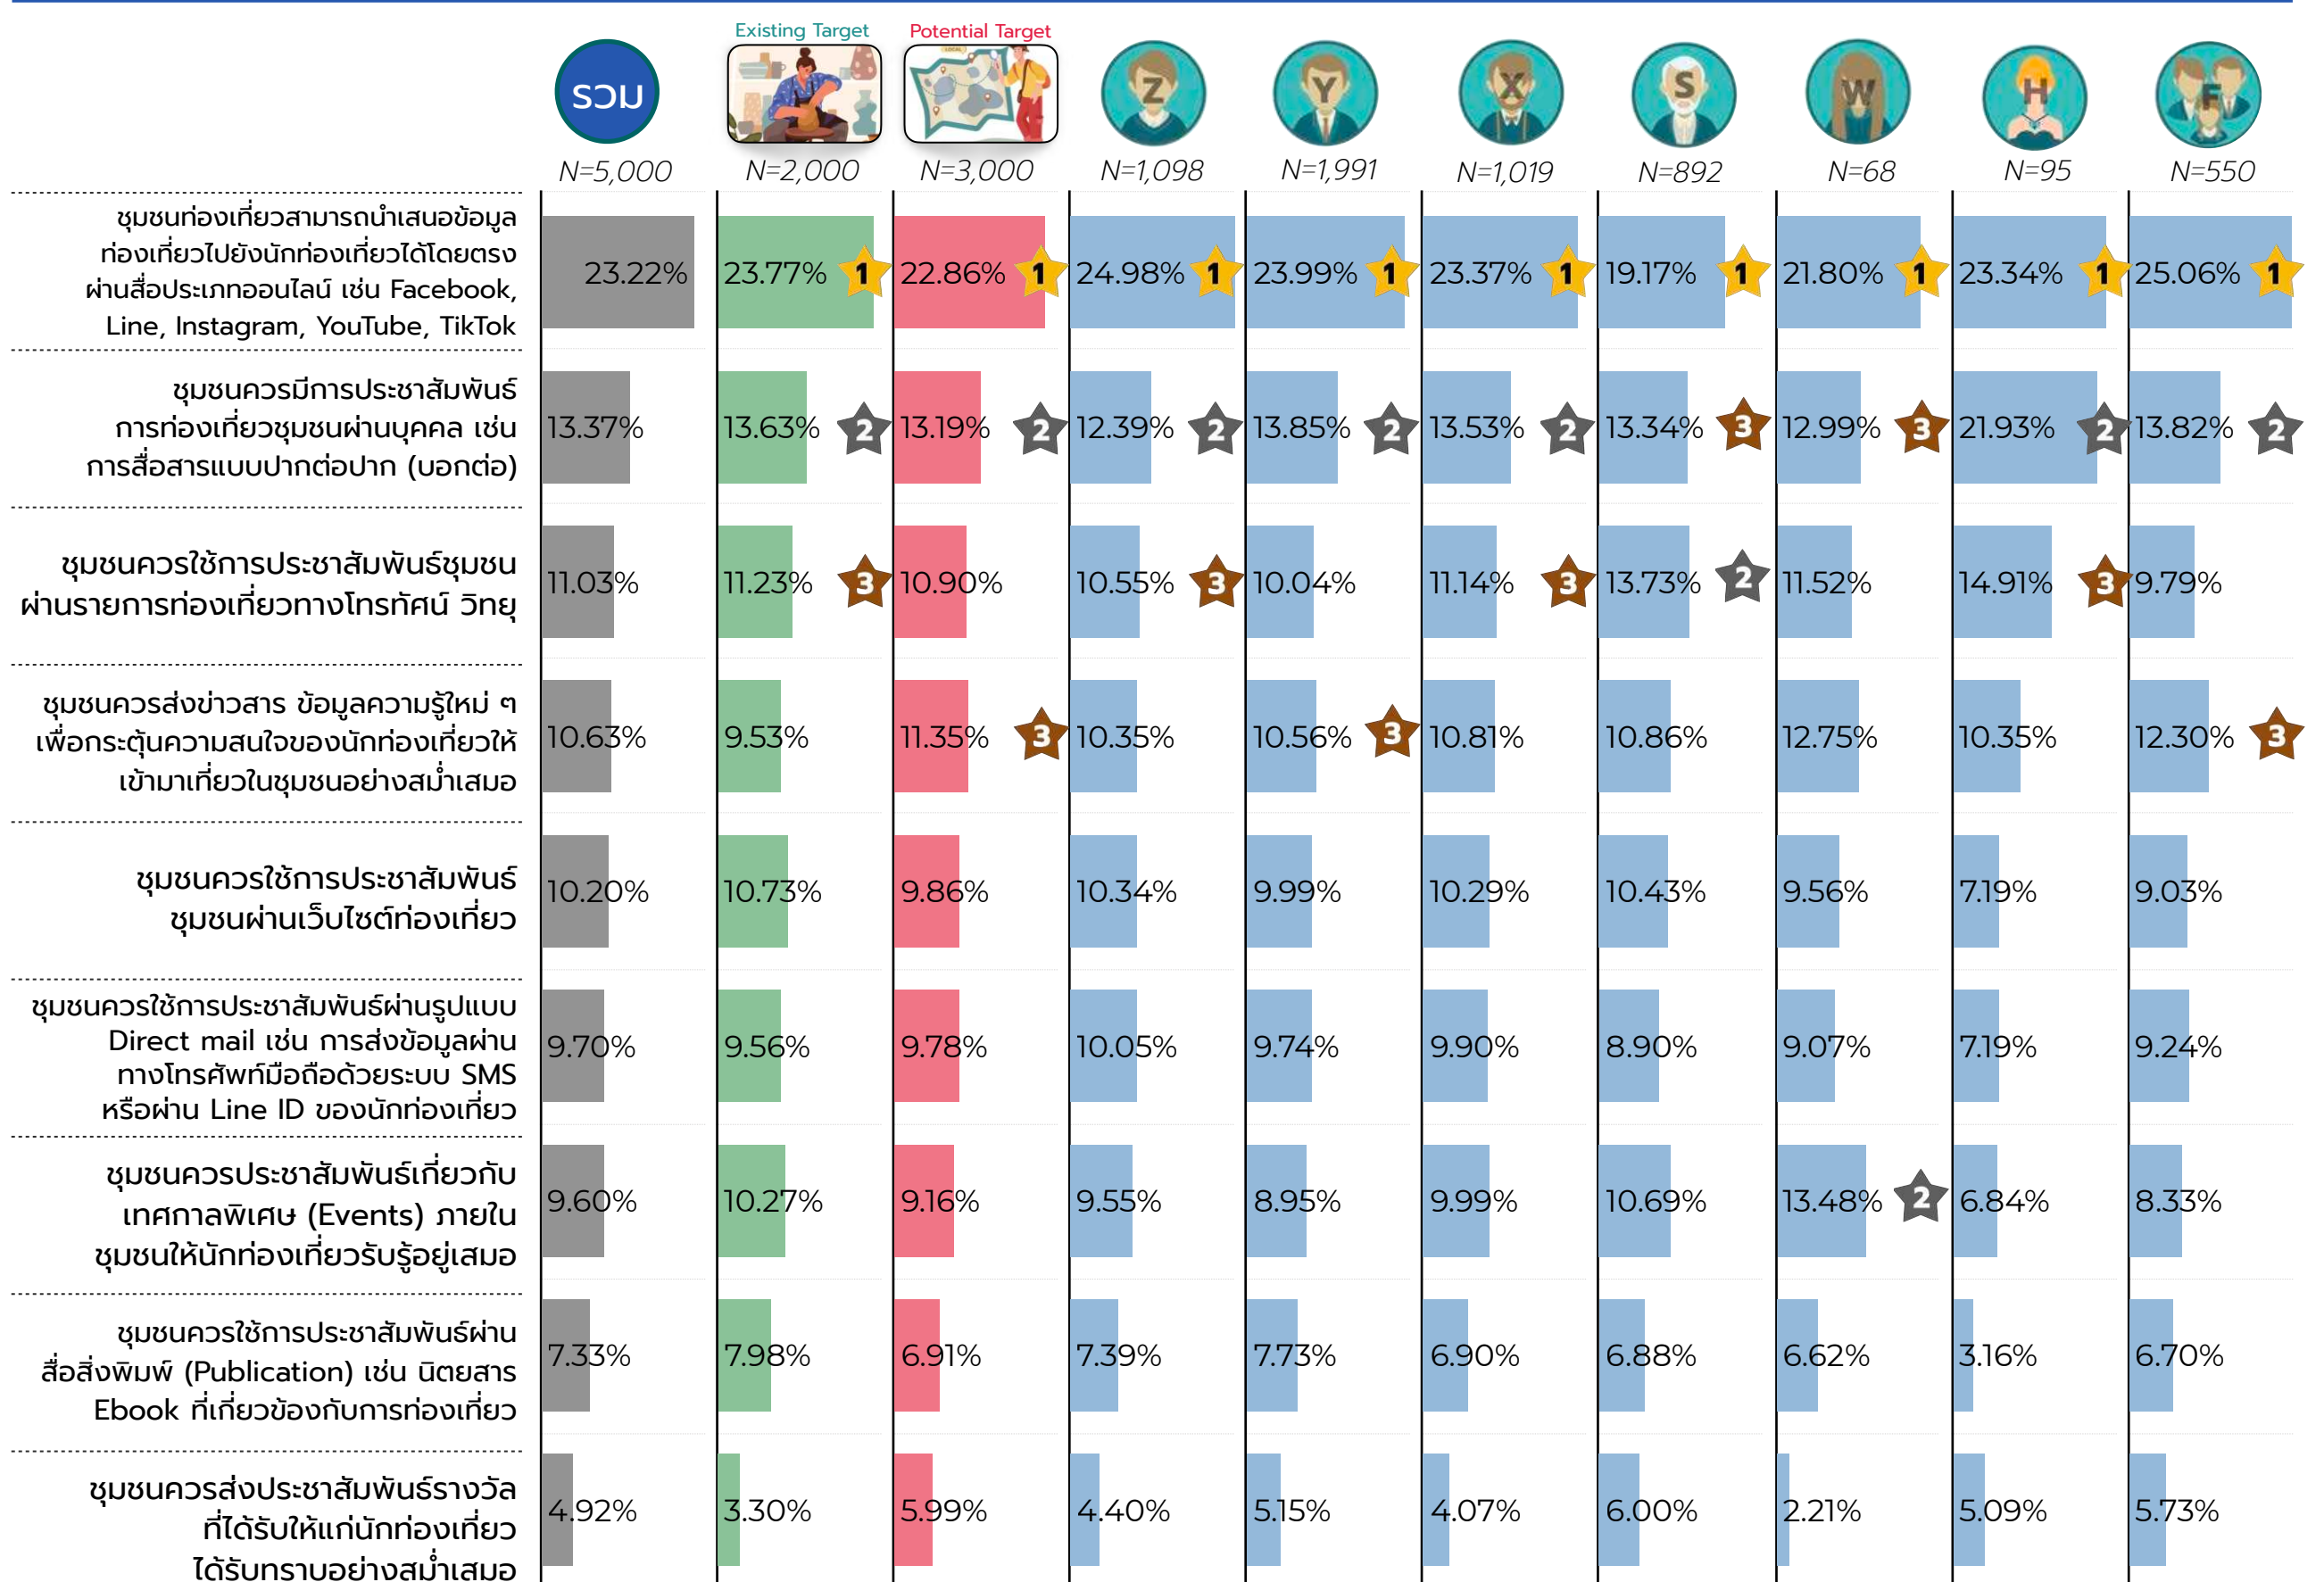 Existing Target
Potential Target
รวม
Z
Y
X
S
W
H
F
N=5,000
N=2,000
N=3,000
N=1,098
N=1,991
N=1,019
N=892
N=68
N=95
N=550
ชุมชนท่องเที่ยวสามารถนำเสนอข้อมูล
ท่องเที่ยวไปยังนักท่องเที่ยวได้โดยตรง
ผ่านสื่อประเภทออนไลน์ เช่น Facebook,
Line, Instagram, YouTube, TikTok
23.22%
23.77% 1
22.86% 1
24.98% 1
23.99% 1
23.37% 1
19.17% 1
21.80% 1
23.34% 1
25.06% 1
ชุมชนควรมีการประชาสัมพันธ์
การท่องเที่ยวชุมชนผ่านบุคคล เช่น
การสื่อสารแบบปากต่อปาก (บอกต่อ)
13.37%
13.63% 2
13.19% 2
12.39% 2
13.85% 2
13.53% 2
13.34% 3
12.99% 3
21.93% 2
13.82% 2
ชุมชนควรใช้การประชาสัมพันธ์ชุมชน
ผ่านรายการท่องเที่ยวทางโทรทัศน์ วิทยุ
11.03%
11.23% 3
10.90%
10.55% 3
10.04%
11.14% 3
13.73% 2
11.52%
14.91% 3
9.79%
ชุมชนควรส่งข่าวสาร ข้อมูลความรู้ใหม่ ๆ
เพื่อกระตุ้นความสนใจของนักท่องเที่ยวให้
เข้ามาเที่ยวในชุมชนอย่างสม่ำเสมอ
10.63%
9.53%
11.35% 3
10.35%
10.56% 3
10.81%
10.86%
12.75%
10.35%
12.30% 3
ชุมชนควรใช้การประชาสัมพันธ์
ชุมชนผ่านเว็บไซต์ท่องเที่ยว
10.20%
10.73%
9.86%
10.34%
9.99%
10.29%
10.43%
9.56%
7.19%
9.03%
ชุมชนควรใช้การประชาสัมพันธ์ผ่านรูปแบบ
Direct mail เช่น การส่งข้อมูลผ่าน
ทางโทรศัพท์มือถือด้วยระบบ SMS
หรือผ่าน Line ID ของนักท่องเที่ยว
9.70%
9.56%
9.78%
10.05%
9.74%
9.90%
8.90%
9.07%
7.19%
9.24%
ชุมชนควรประชาสัมพันธ์เกี่ยวกับ
เทศกาลพิเศษ (Events) ภายใน
ชุมชนให้นักท่องเที่ยวรับรู้อยู่เสมอ
9.60%
10.27%
9.16%
9.55%
8.95%
9.99%
10.69%
13.48% 2
6.84%
8.33%
ชุมชนควรใช้การประชาสัมพันธ์ผ่าน
สื่อสิ่งพิมพ์ (Publication) เช่น นิตยสาร
Ebook ที่เกี่ยวข้องกับการท่องเที่ยว
7.33%
7.98%
6.91%
7.39%
7.73%
6.90%
6.88%
6.62%
3.16%
6.70%
ชุมชนควรส่งประชาสัมพันธ์รางวัล
ที่ได้รับให้แก่นักท่องเที่ยว
ได้รับทราบอย่างสม่ำเสมอ
4.92%
3.30%
5.99%
4.40%
5.15%
4.07%
6.00%
2.21%
5.09%
5.73%